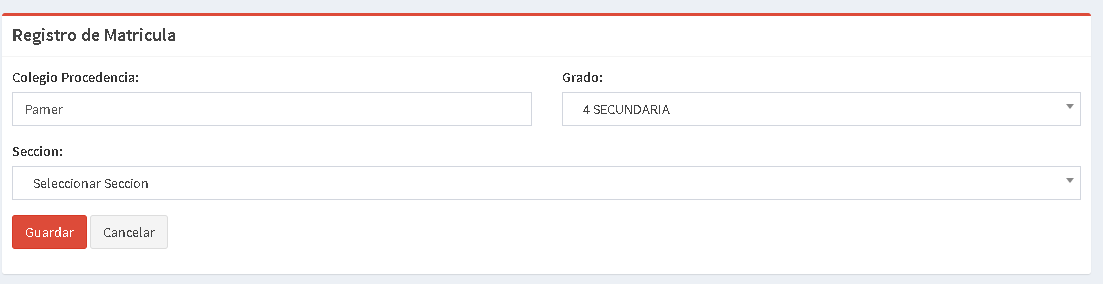 Registro de Matricula
Colegio Procedencia:
Grado:
Pamer
4 SECUNDARIA
Seccion:
Seleccionar Seccion
Guardar
Cancelar